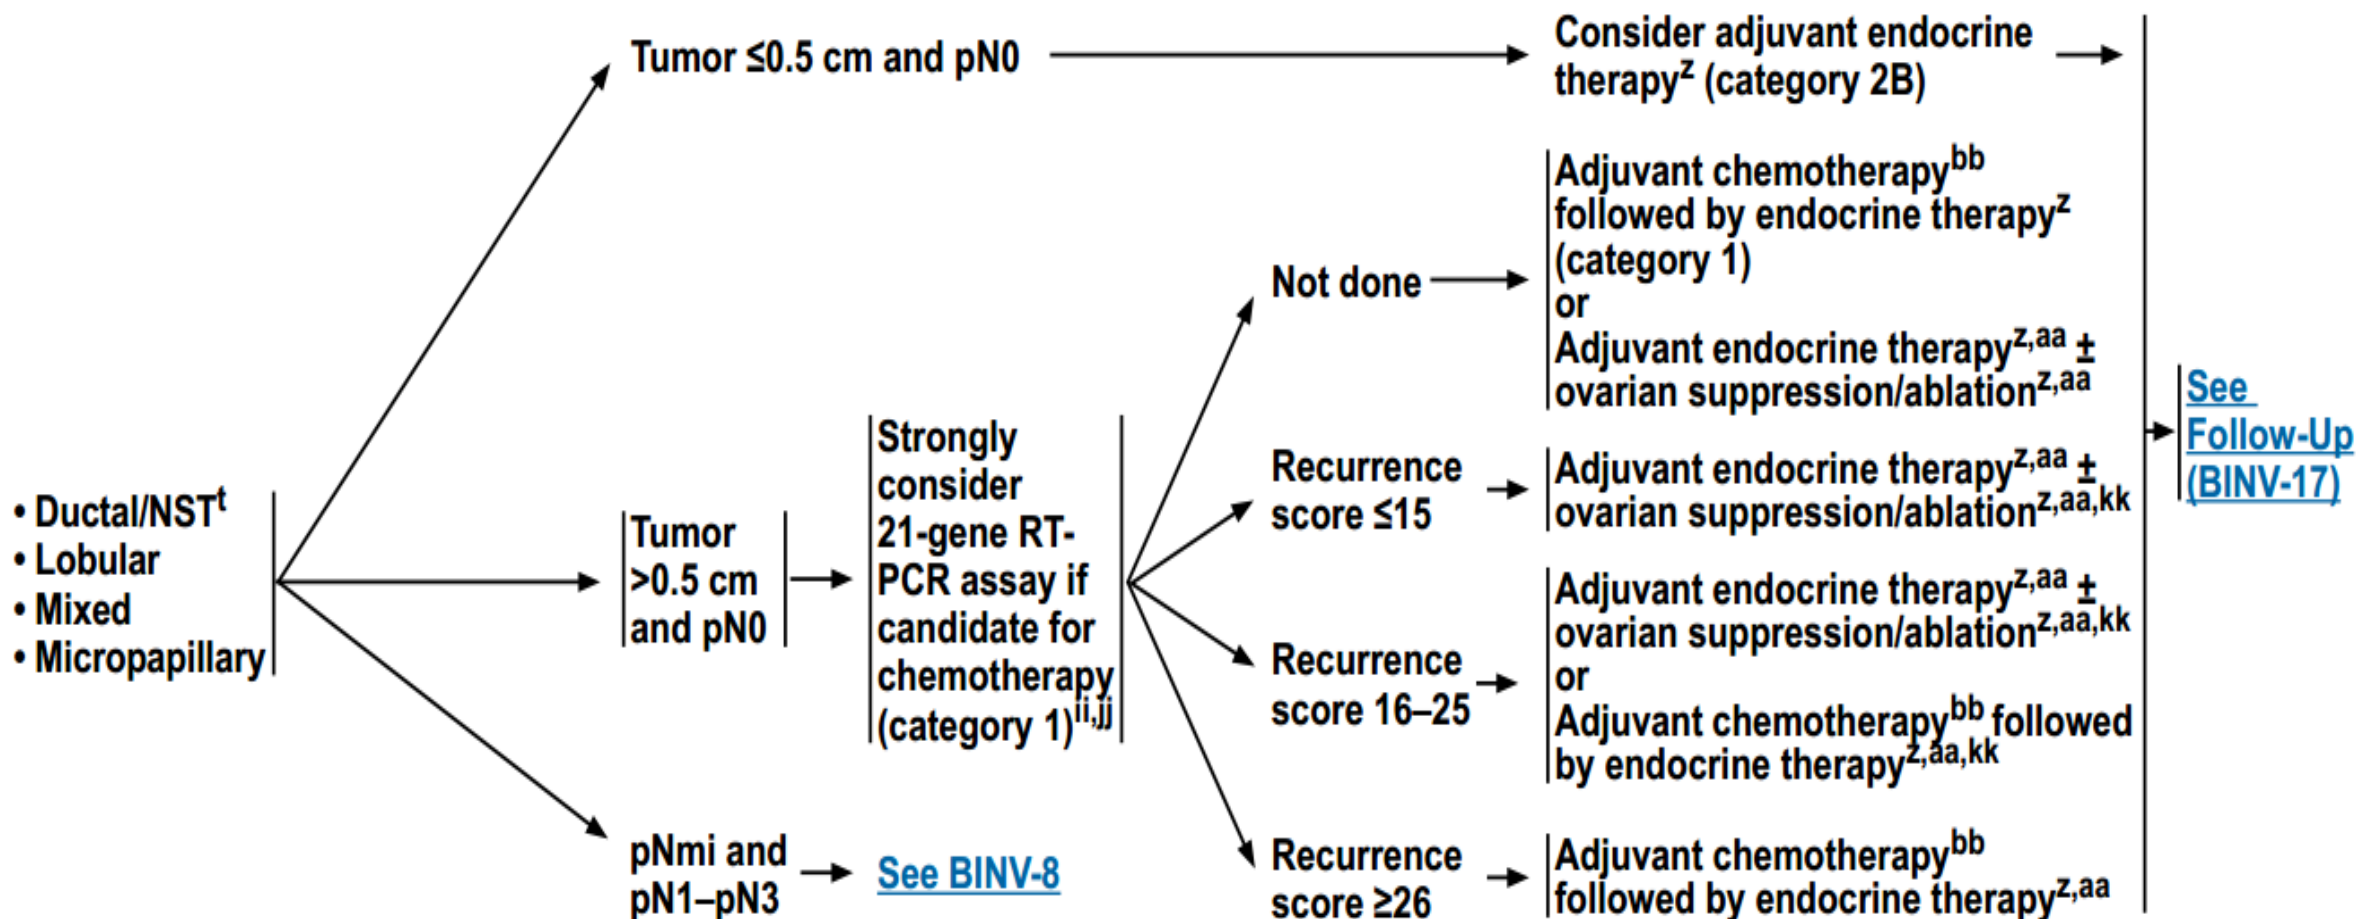 • Ductal/NSTt
• Lobular
• Mixed
• Micropapillary
Tumor ≤0.5 cm and pN0
Consider adjuvant endocrine
therapyz (category 2B)
Tumor
>0.5 cm
and pN0
Strongly
consider
21-gene RT-
PCR assay if
candidate for
chemotherapy
(category 1)ii,jj
Not done
Adjuvant chemotherapybb
followed by endocrine therapyz
(category 1)
or
Adjuvant endocrine therapyz,aa ±
ovarian suppression/ablationz,aa
Recurrence
score ≤15
Adjuvant endocrine therapyz,aa ±
ovarian suppression/ablationz,aa,kk
Recurrence
score 16–25
Adjuvant endocrine therapyz,aa ±
ovarian suppression/ablationz,aa,kk
or
Adjuvant chemotherapybb followed
by endocrine therapyz,aa,kk
Recurrence
score ≥26
Adjuvant chemotherapybb
followed by endocrine therapyz,aa
pNmi and
pN1–pN3
See BINV-8
See
Follow-Up
(BINV-17)